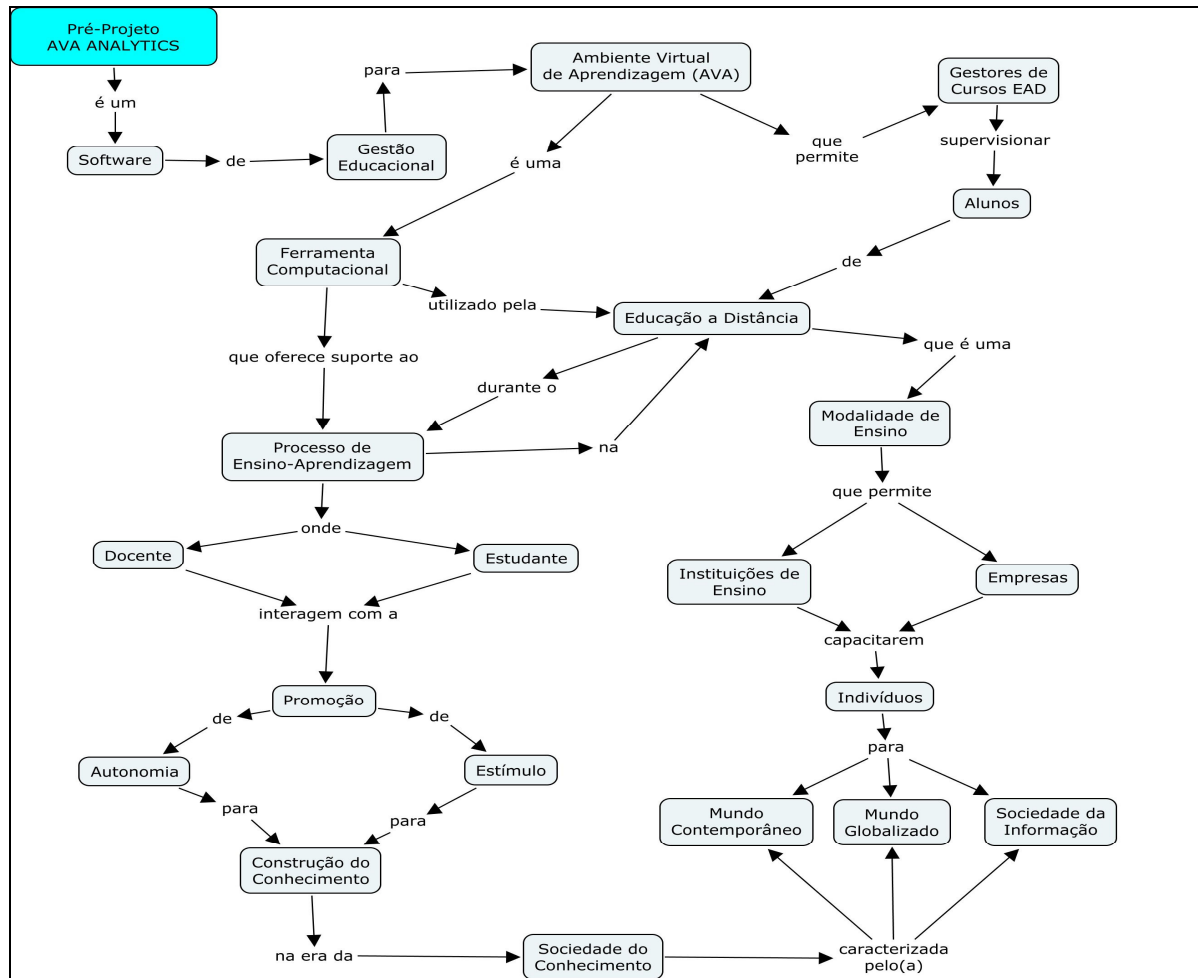 Pré-Projeto
AVA ANALYTICS
é um
Software
de
Gestão
Educacional
para
Ambiente Virtual
de Aprendizagem (AVA)
que
permite
Gestores de
Cursos EAD
supervisionar
Alunos
de
é uma
Ferramenta
Computacional
utilizado pela
Educação a Distância
que oferece suporte ao
durante o
na
Processo de
Ensino-Aprendizagem
onde
Docente
Estudante
interagem com a
Promoção
de
de
Autonomia
Estímulo
para
para
Construção do
Conhecimento
na era da
Sociedade do
Conhecimento
caracterizada
pelo(a)
que é uma
Modalidade de
Ensino
que permite
Instituições de
Ensino
Empresas
capacitarem
Indivíduos
para
Mundo
Contemporâneo
Mundo
Globalizado
Sociedade da
Informação